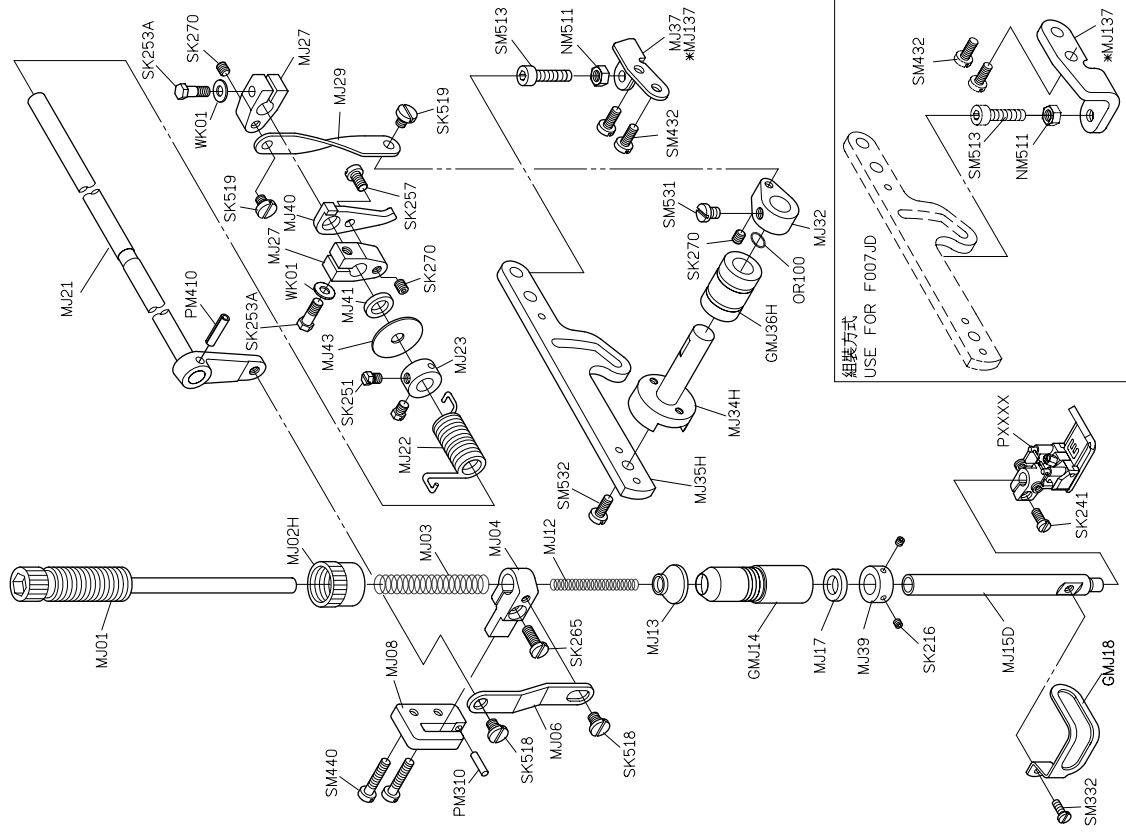 SK253A
SK270
MJ27
WK01
MJ29
SK519
SK519
MJ40
SK257
MJ27
WK01
SK270
SK253A
MJ41
MJ43
MJ23
SK251
MJ22
MJ21
PM410
SM513
NM511
MJ37
*MJ137
SM432
SM531
SK270
MJ32
OR100
GMJ36H
MJ34H
MJ35H
SM532
SM432
*MJ137
SM513
NM511
組裝方式
USE FOR F007JD
MJ01
MJ02H
MJ03
MJ04
MJ12
SK265
MJ08
SM440
PM310
SK518
MJ06
SK518
MJ13
GMJ14
MJ17
MJ39
SK216
MJ15D
GMJ18
SM332
PXXXX
SK241